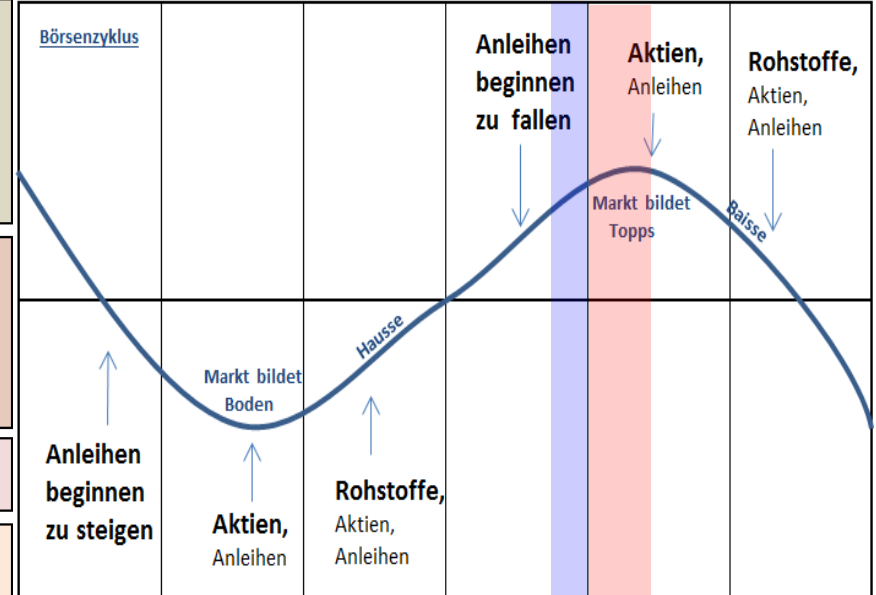 Börsenzyklus
Anleihen
beginnen
zu fallen
Aktien,
Anleihen
Rohstoffe,
Aktien,
Anleihen
Markt bildet
Topps
Baisse
Hausse
Markt bildet
Boden
Anleihen
beginnen
zu steigen
Aktien,
Anleihen
Rohstoffe,
Aktien,
Anleihen